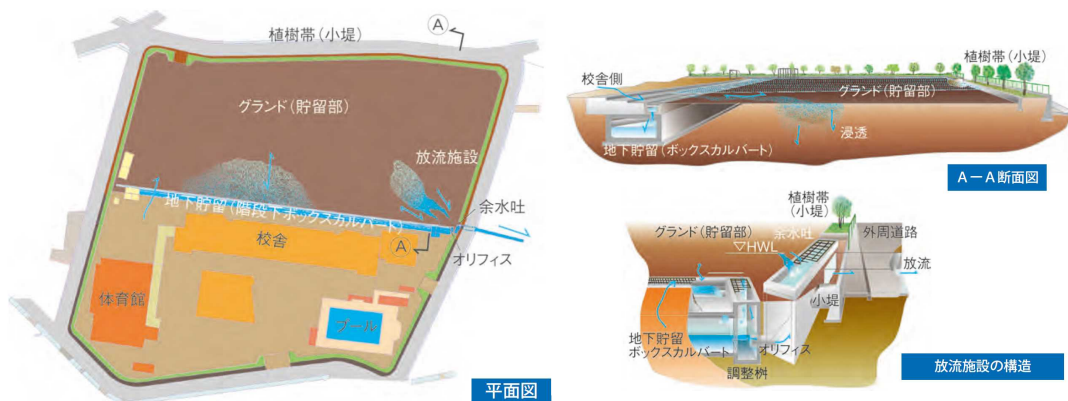 植樹帯（小堤）
A
グランド（貯留部）
放流施設
地下貯留（階段下ボックスカルバート）
余水吐
A
校舎
オリフィス
体育館
プール
平面図
植樹帯（小堤）
校舎側
グランド（貯留部）
浸透
地下貯留（ボックスカルバート）
A－A断面図
植樹帯
（小堤）
余水吐
グランド（貯留部）
外周道路
▽HWL
放流
小堤
地下貯留
ボックスカルバート
オリフィス
調整桝
放流施設の構造